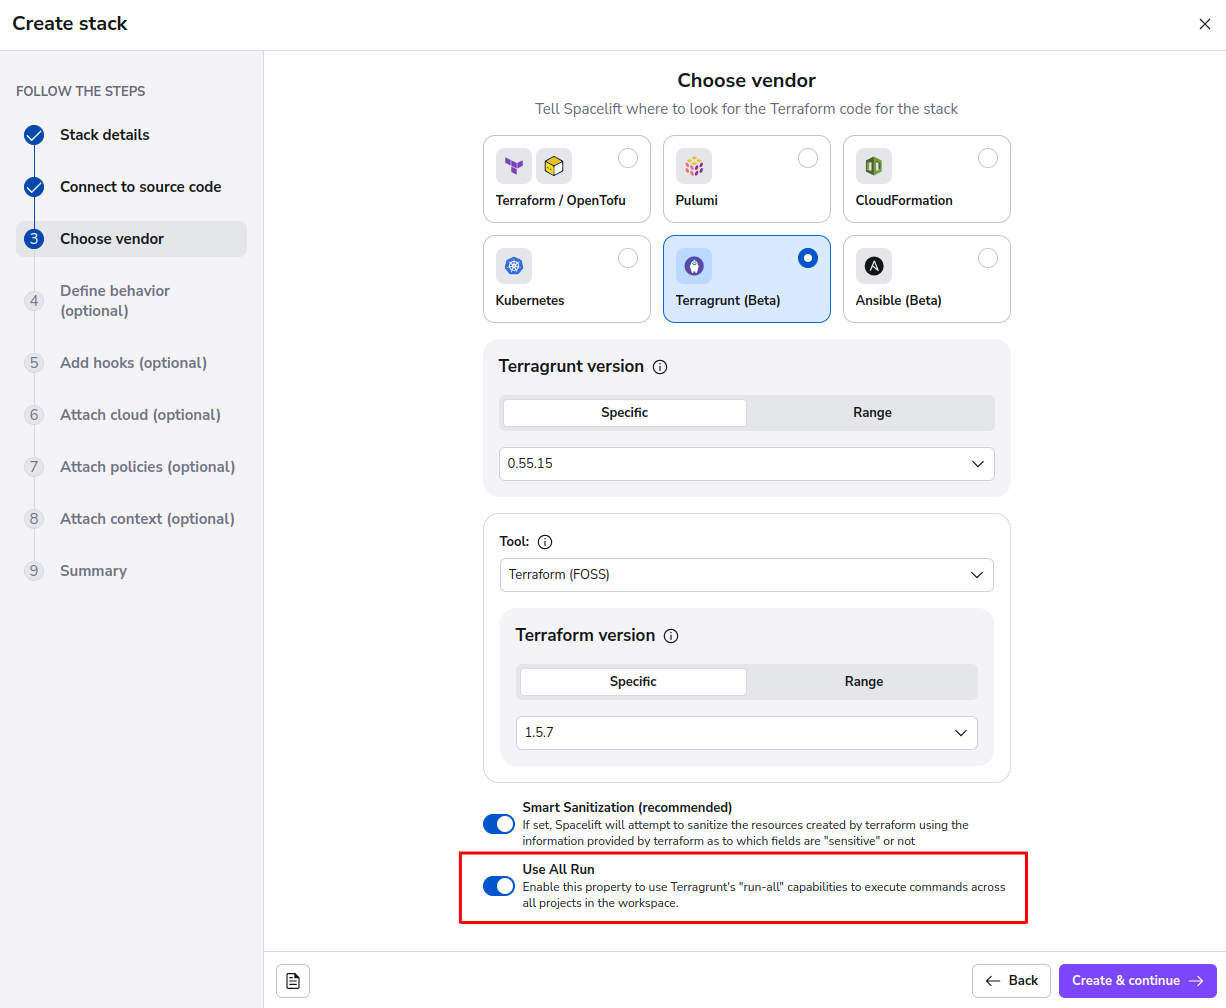 Create stack
FOLLOW THE STEPS
Stack details
Connect to source code
3 Choose vendor
4 Define behavior
(optional)
5 Add hooks (optional)
6 Attach cloud (optional)
7 Attach policies (optional)
8 Attach context (optional)
9 Summary
Choose vendor
Tell Spacelift where to look for the Terraform code for the stack
Terraform / OpenTofu
Pulumi
CloudFormation
Kubernetes
Terragrunt (Beta)
Ansible (Beta)
Terragrunt version
Specific Range
0.55.15
Tool:
Terraform (FOSS)
Terraform version
Specific Range
1.5.7
Smart Sanitization (recommended)
If set, Spacelift will attempt to sanitize the resources created by terraform using the
information provided by terraform as to which fields are "sensitive" or not
Use All Run
Enable this property to use Terragrunt's "run-all" capabilities to execute commands across
all projects in the workspace.
Back
Create & continue